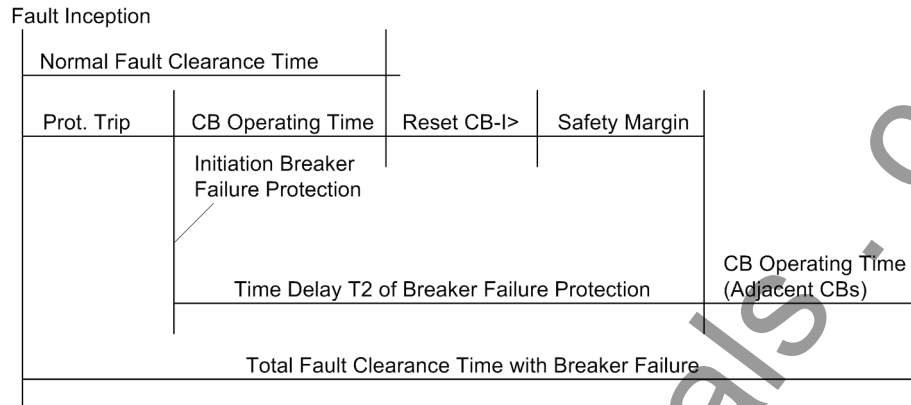 Fault Inception
Normal Fault Clearance Time
Prot. Trip
CB Operating Time
Reset CB-I>
Safety Margin
Initiation Breaker
Failure Protection
CB Operating Time
(Adjacent CBs)
Time Delay T2 of Breaker Failure Protection
Total Fault Clearance Time with Breaker Failure